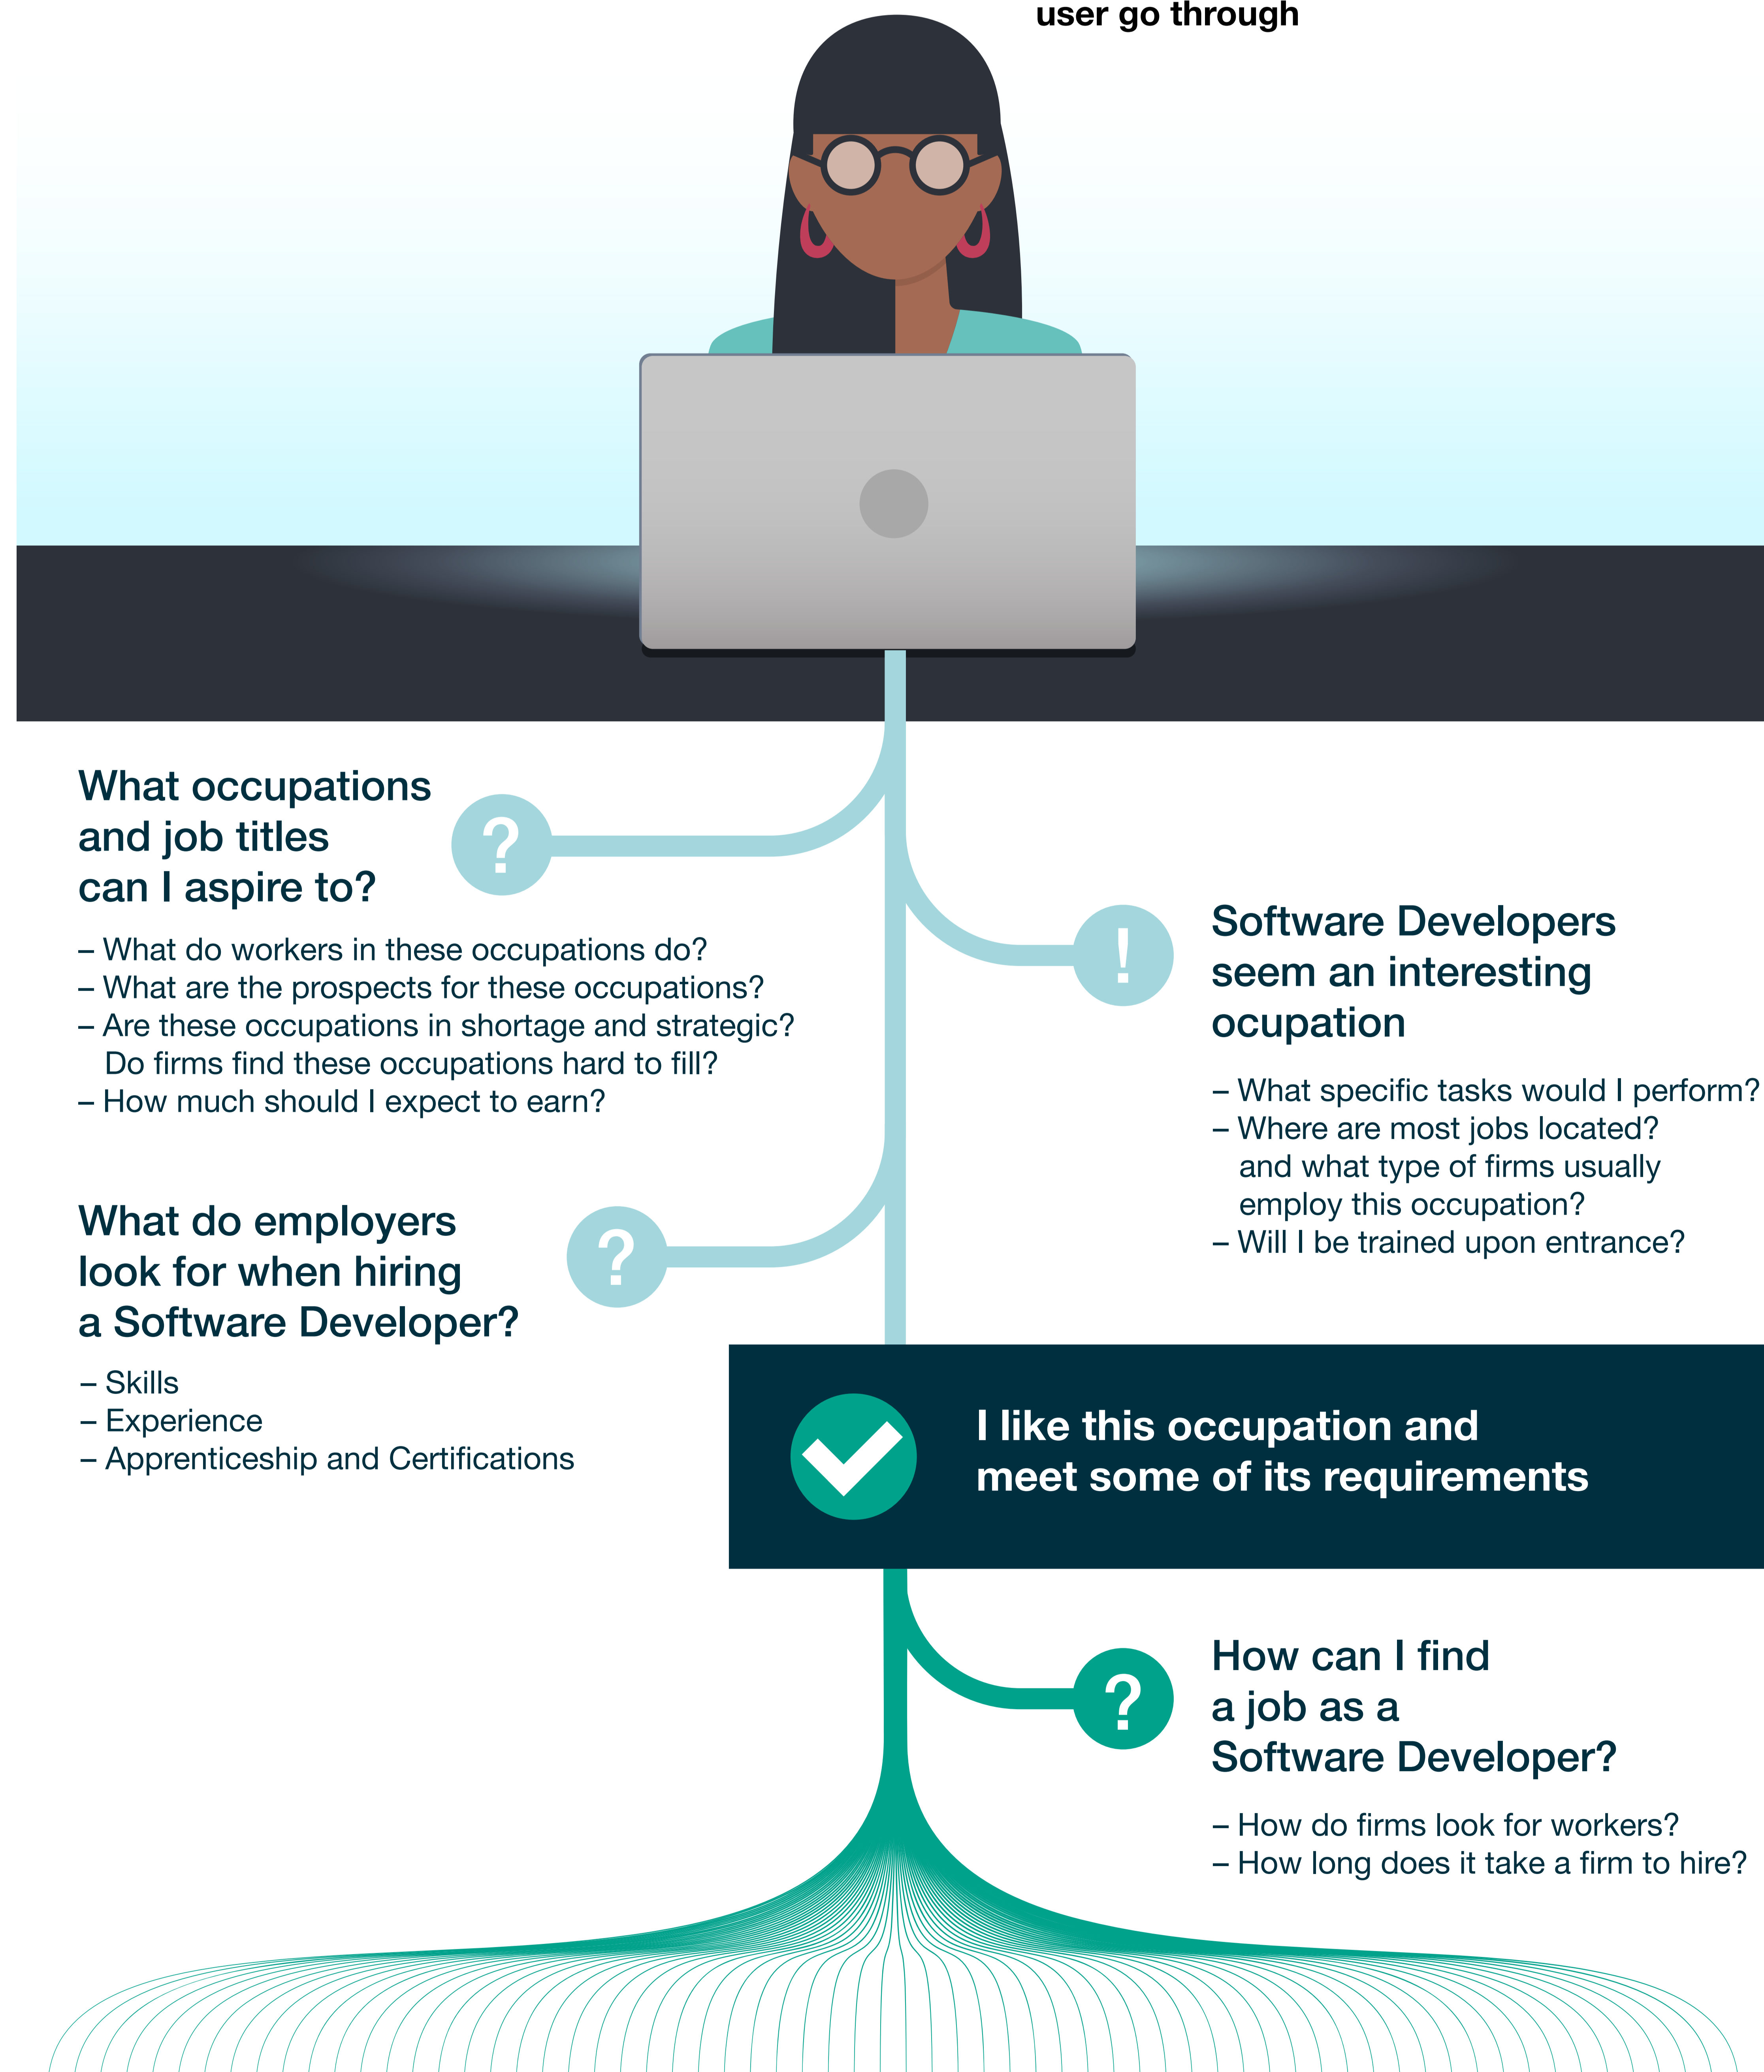 user go through
What occupations
and job titles
can I aspire to?
?
– What do workers in these occupations do?
– What are the prospects for these occupations?
– Are these occupations in shortage and strategic?
Do firms find these occupations hard to fill?
– How much should I expect to earn?
!
Software Developers
seem an interesting
ocupation
– What specific tasks would I perform?
– Where are most jobs located?
and what type of firms usually
employ this occupation?
– Will I be trained upon entrance?
What do employers
look for when hiring
a Software Developer?
?
– Skills
– Experience
– Apprenticeship and Certifications
I like this occupation and
meet some of its requirements
?
How can I find
a job as a
Software Developer?
– How do firms look for workers?
– How long does it take a firm to hire?